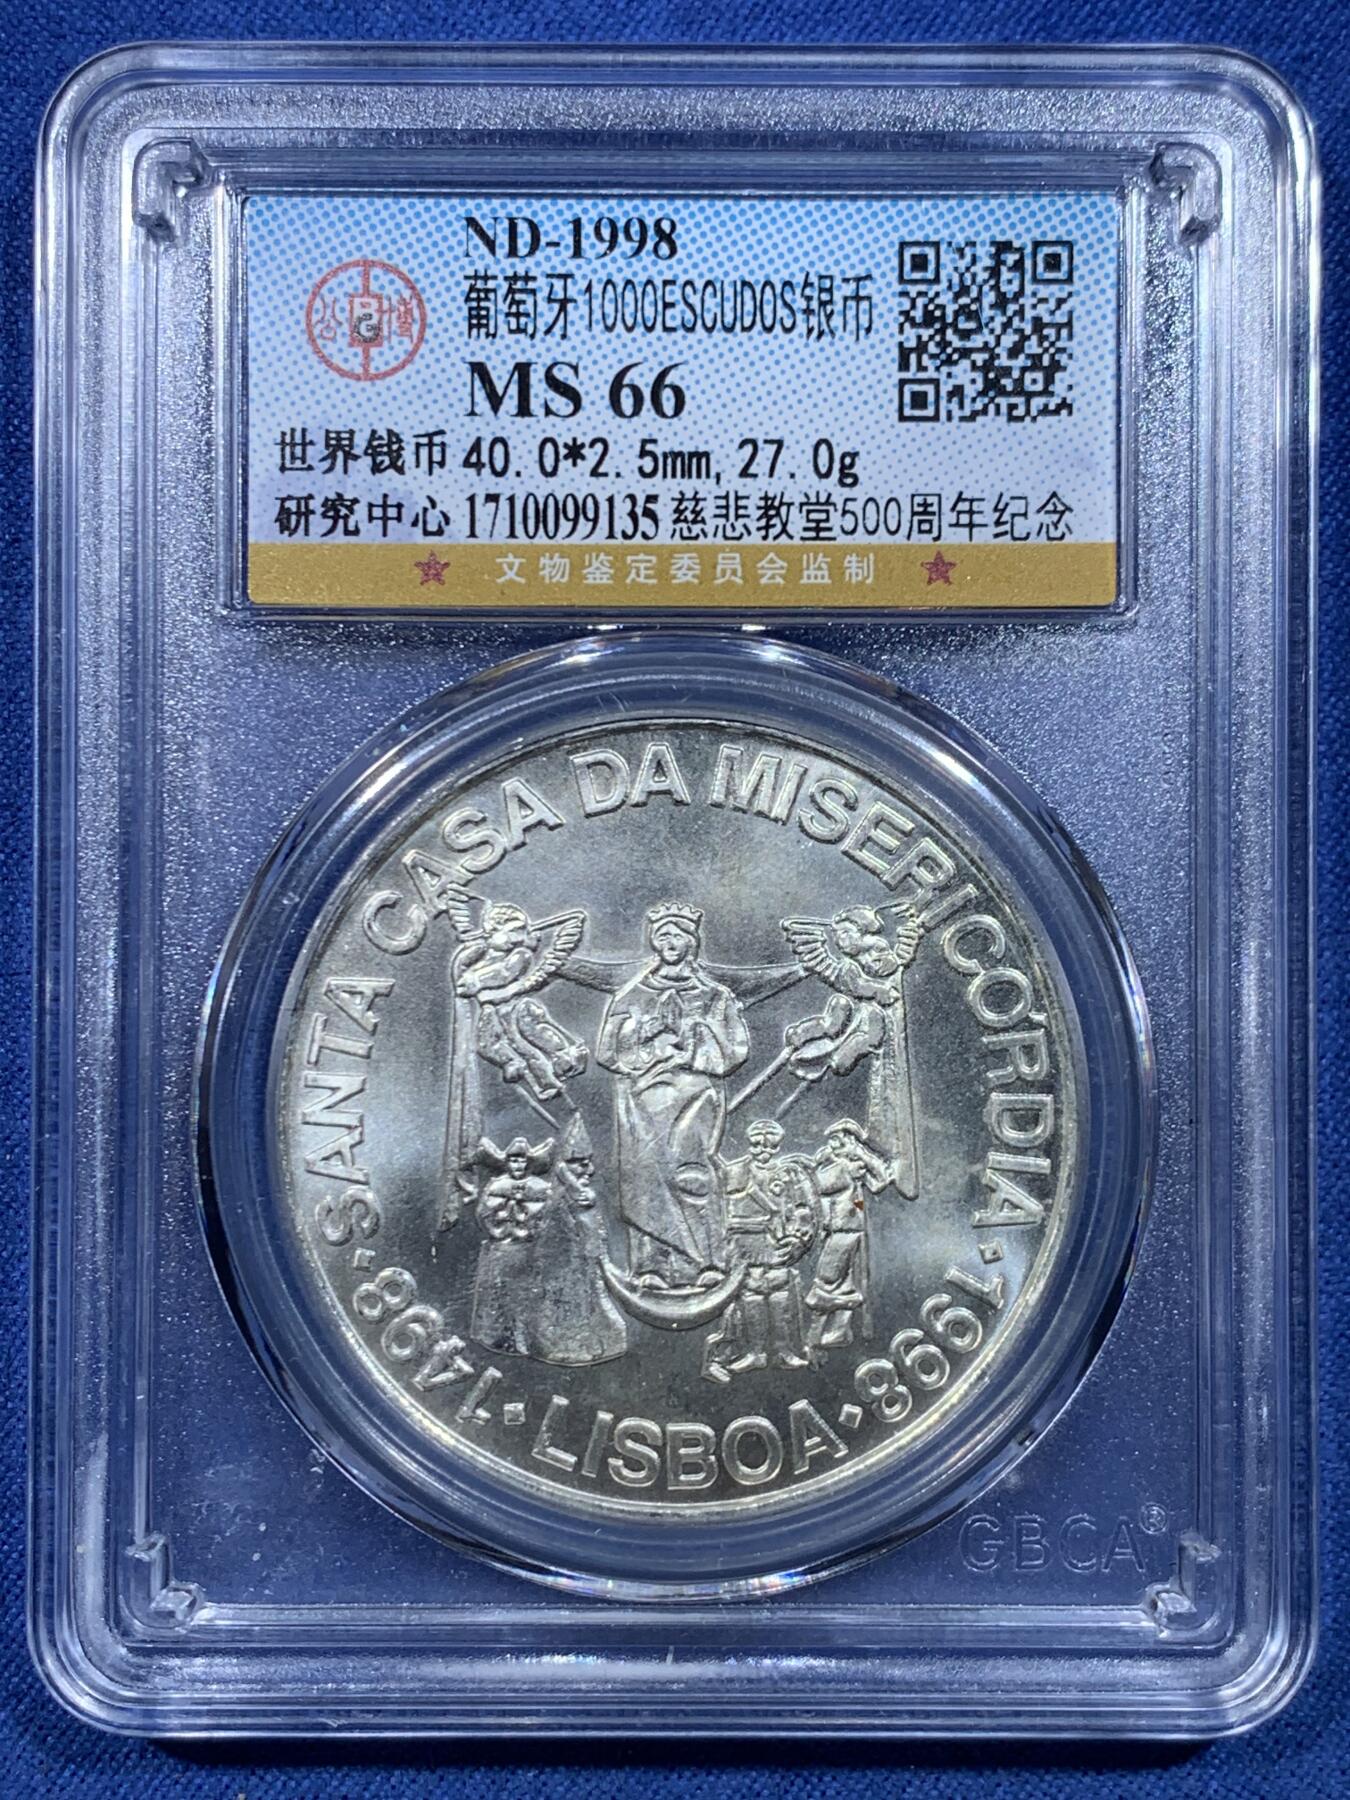 ND-1998
葡萄牙1000ESCUDOS银币
公博
MS 66
世界钱币 40.0*2.5mm,27.0g
研究中心 1710099135 慈悲教堂500周年纪念
★ 文物鉴定委员会监制 ★
SANTA CASA DA MISERICORDIA · 1998 ·
1498 · LISBOA ·
GBCA®